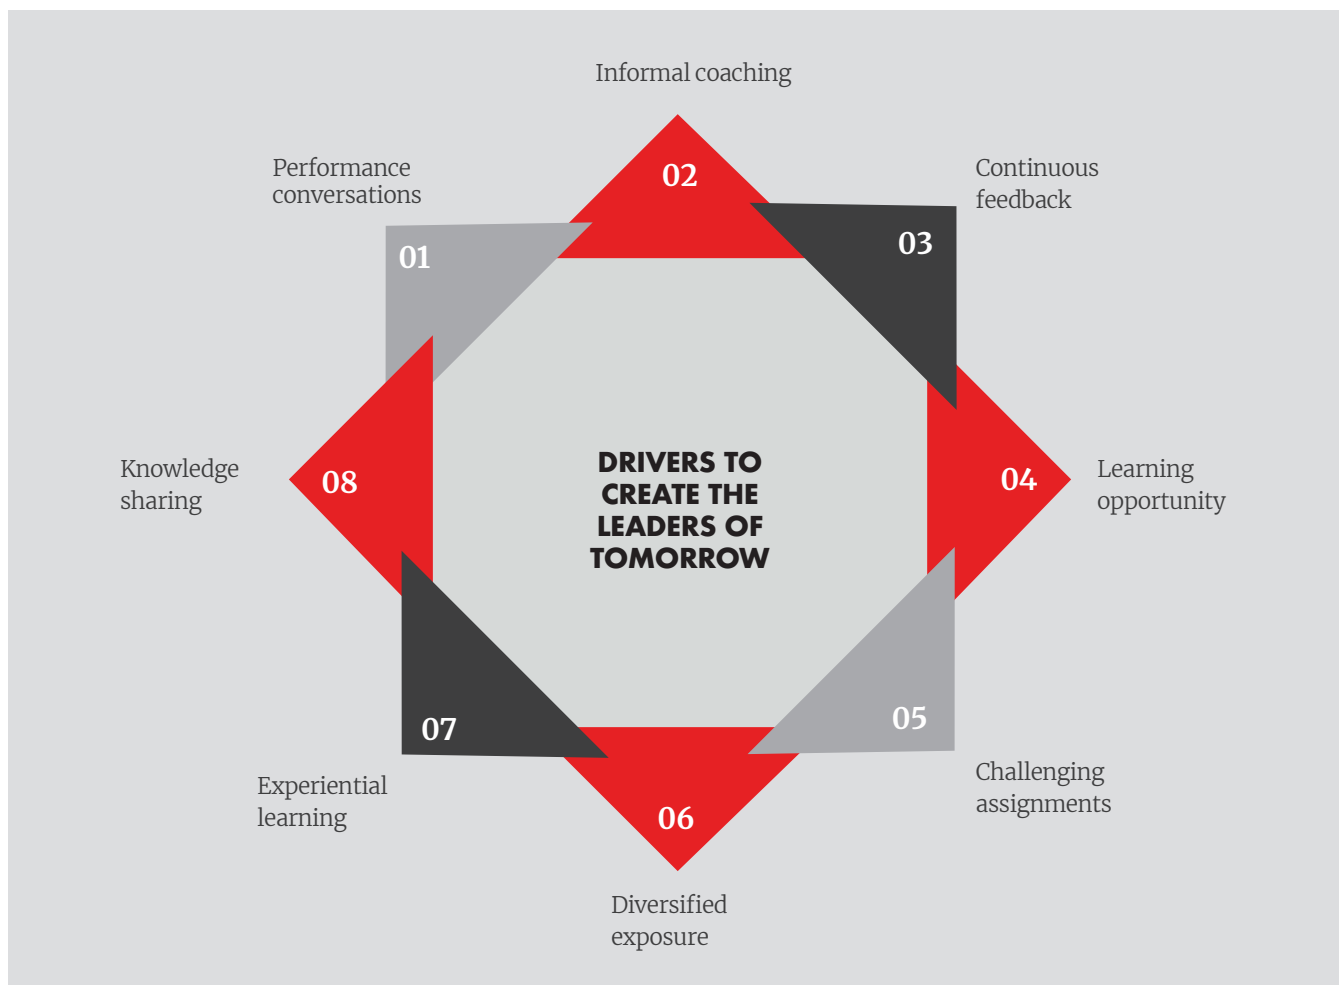 Performance
conversations
01
Informal coaching
02
Continuous
feedback
03
Learning
opportunity
04
Challenging
assignments
05
Diversified
exposure
06
Experiential
learning
07
Knowledge
sharing
08
DRIVERS TO
CREATE THE
LEADERS OF
TOMORROW